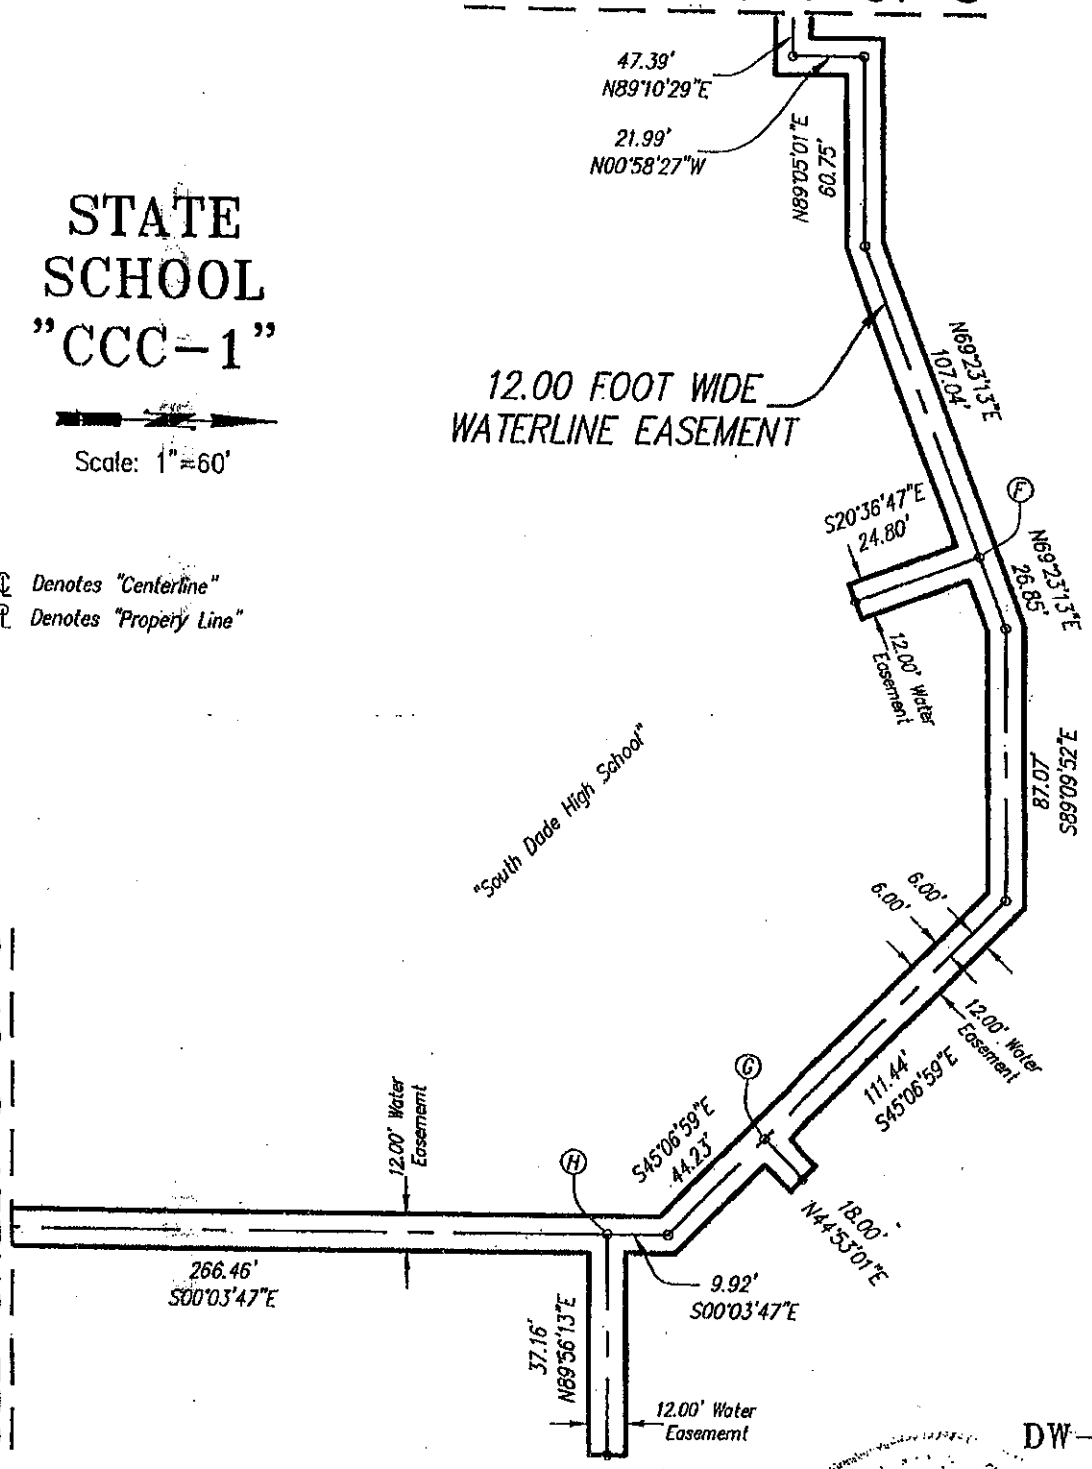 47.39'
N89°10'29"E
21.99'
N00°58'27"W
N89°05'01"E
60.75'
STATE
SCHOOL
"CCC-1"
Scale: 1"=60'
12.00 FOOT WIDE
WATERLINE EASEMENT
N69°23'13"E
107.04'
S20°36'47"E
24.80'
F
N69°23'13"E
26.85'
Denotes "Centerline"
Denotes "Propery Line"
12.00' Water
Easement
"South Dade High School"
87.07'
S89°09'52"E
6.00'
6.00'
12.00' Water
Easement
111.44'
S45°06'59"E
G
S45°06'59"E
44.23'
12.00' Water
Easememt
H
18.00'
N44°53'01"E
266.46'
S00°03'47"E
9.92'
S00°03'47"E
37.16'
N89°56'13"E
12.00' Water
Easememt
DW-